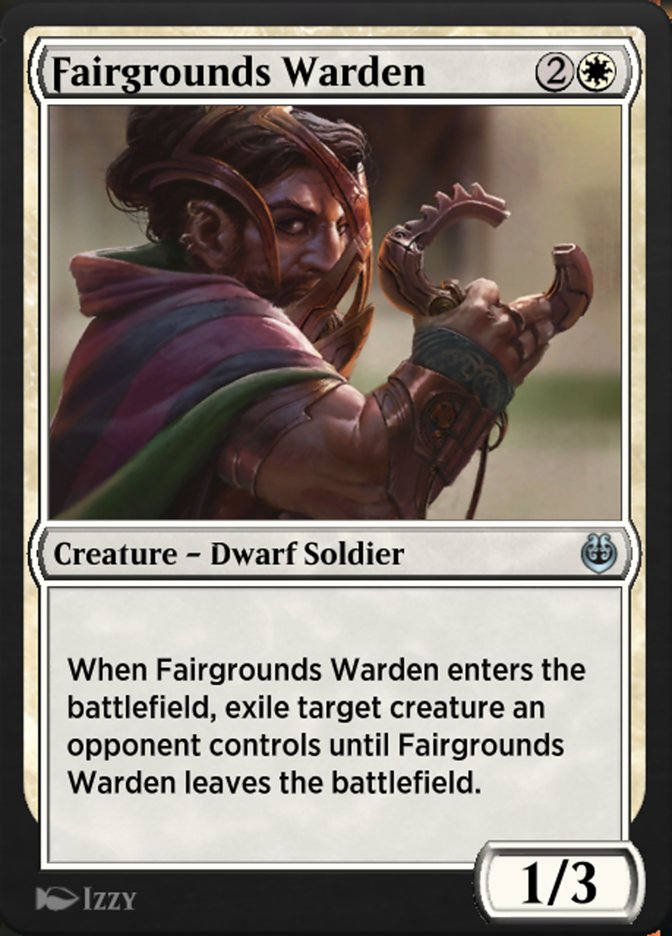 Fairgrounds Warden 2
Creature – Dwarf Soldier
When Fairgrounds Warden enters the
battlefield, exile target creature an
opponent controls until Fairgrounds
Warden leaves the battlefield.
1/3
Izzy